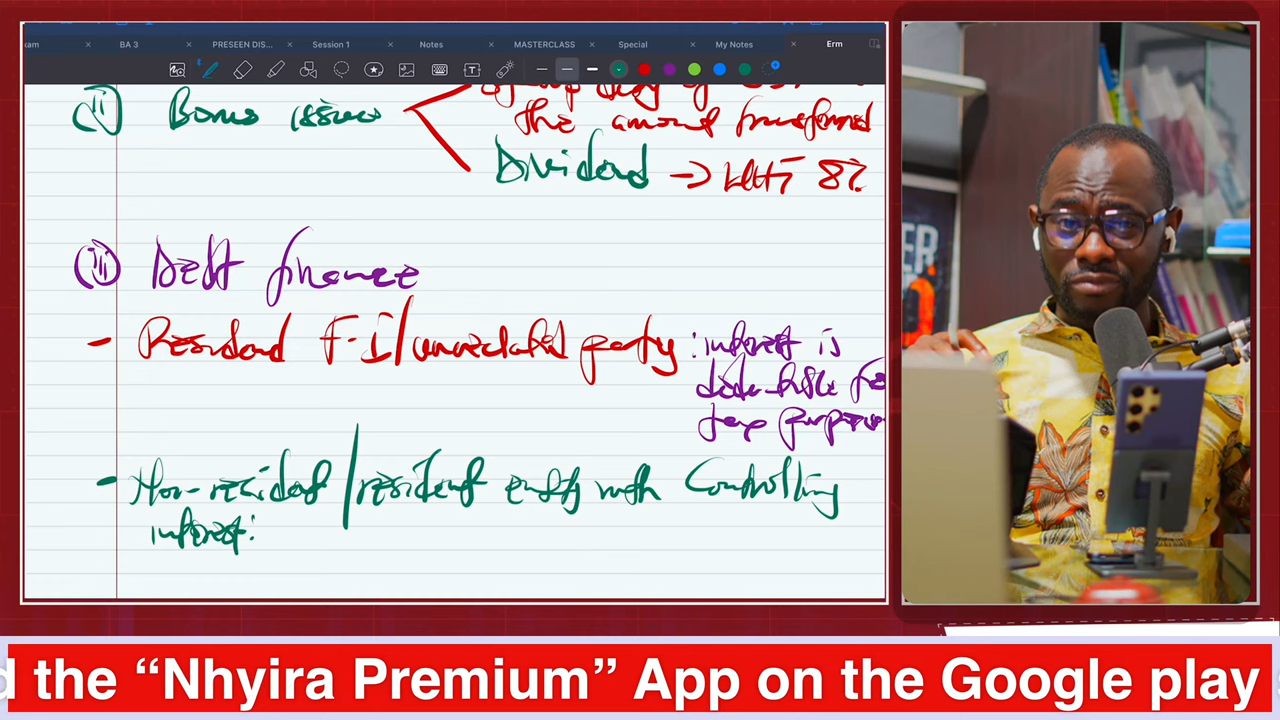 am
BA 3
PRESEEN DIS...
Session 1
Notes
MASTERCLASS
Special
My Notes
Erm
(ii) Bonus issues
the amount transferred
Dividend → WHT 8%
(iii) Debt finance
- Resident F-I/unrelated party : interest is
deductible for
tax purposes
- Non-resident/resident entity with Controlling
interest:
d the “Nhyira Premium” App on the Google play